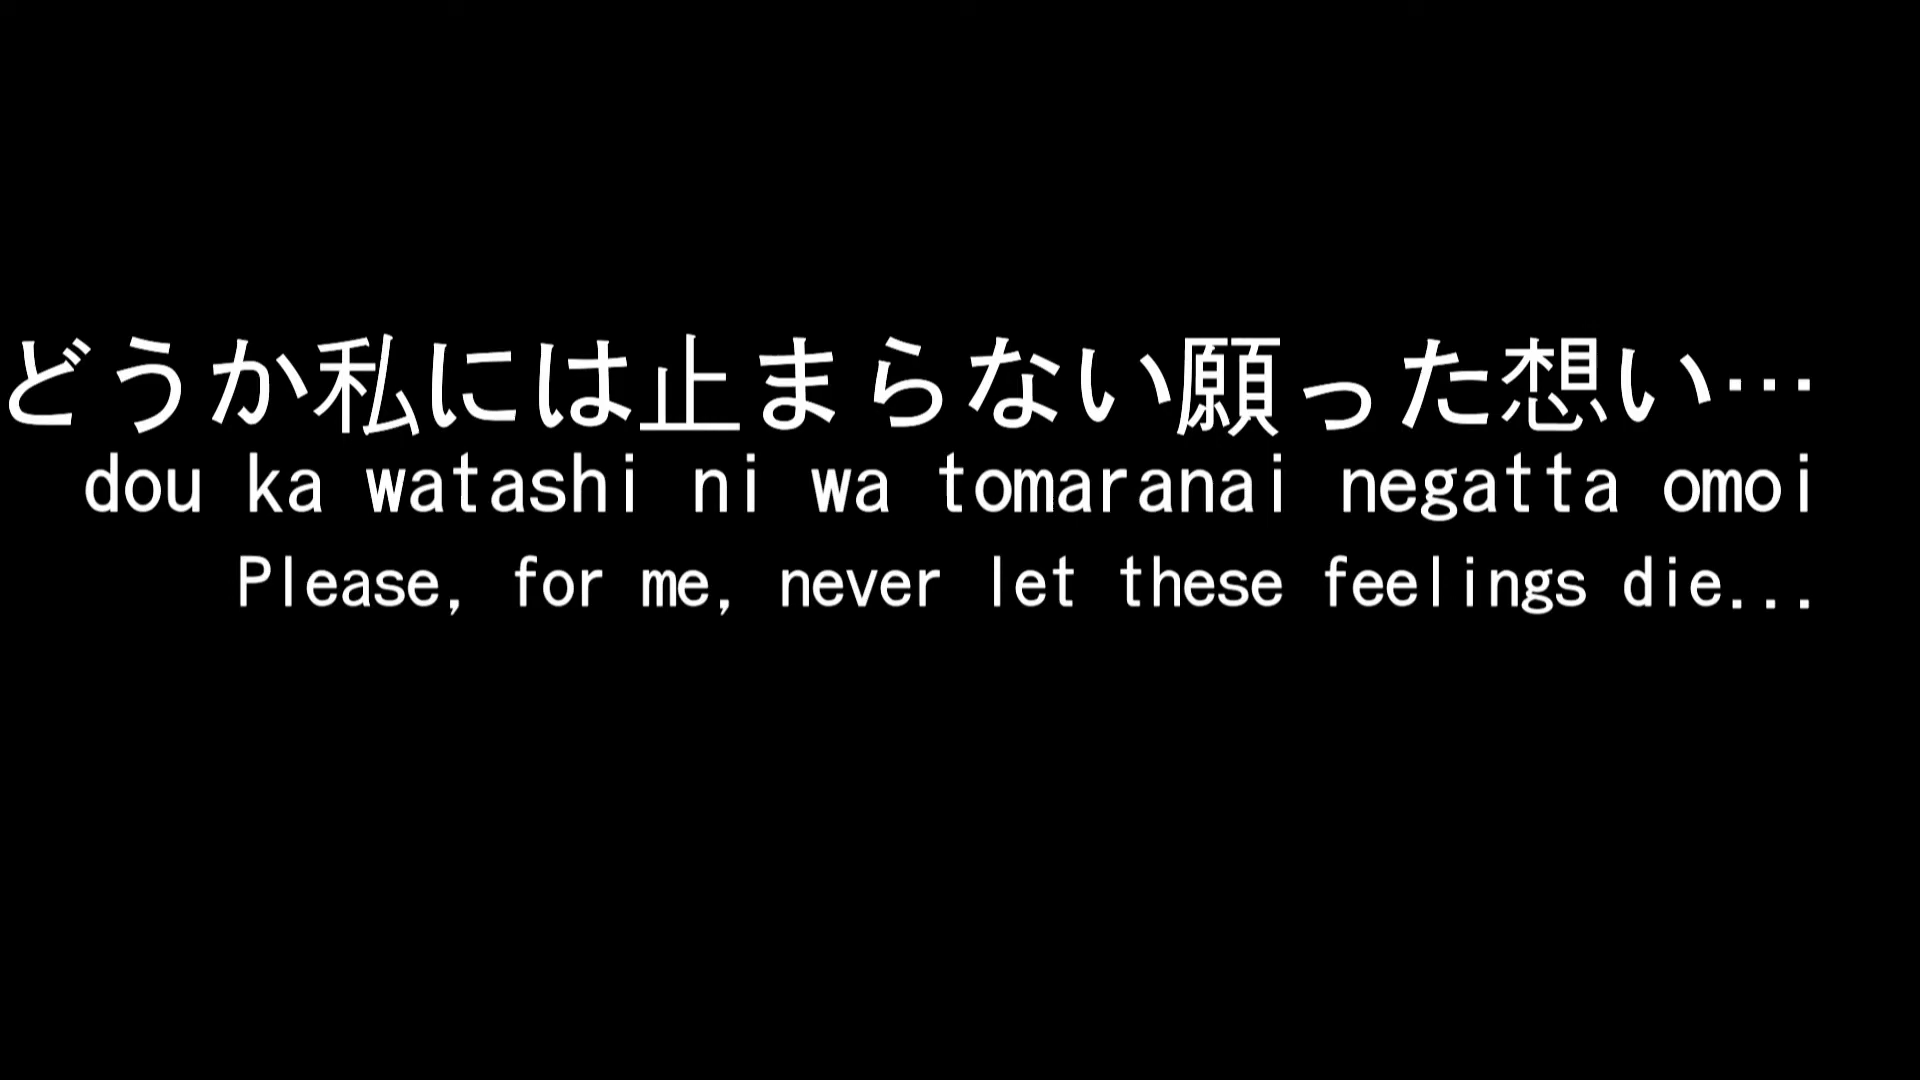 どうか私には止まらない願った想い…
dou ka watashi ni wa tomaranai negatta omoi
Please, for me, never let these feelings die...